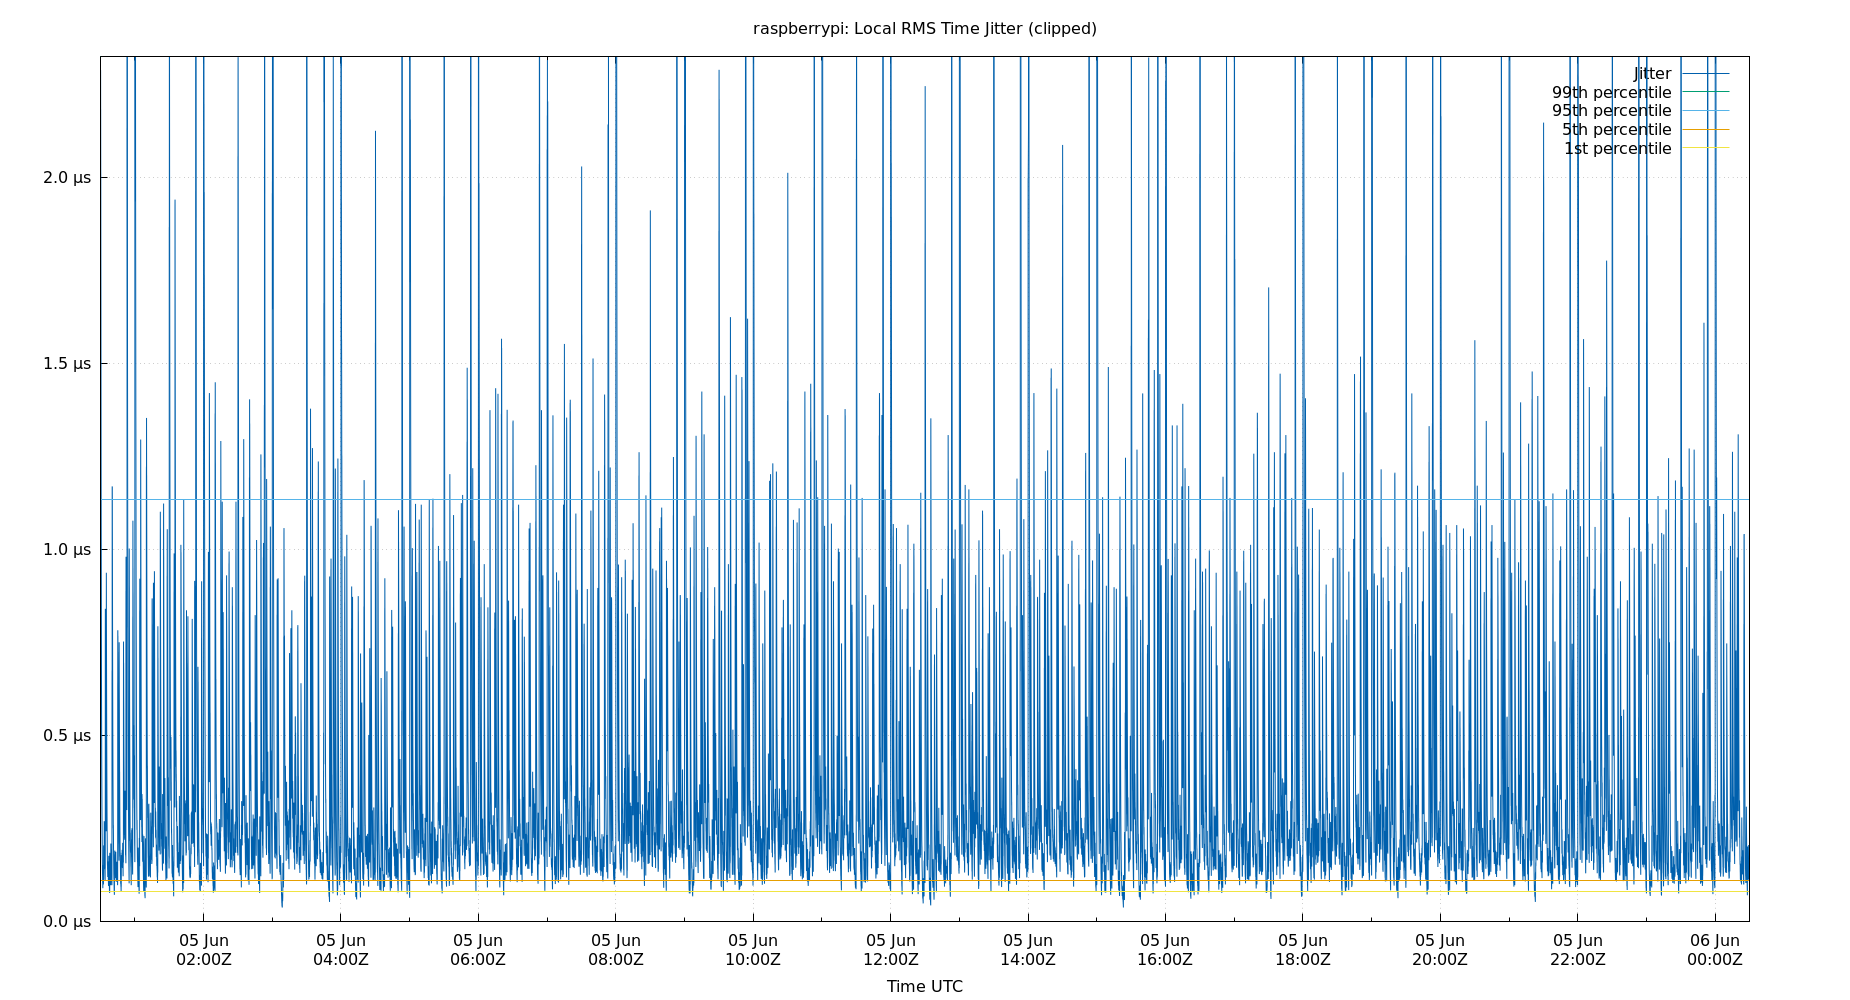 raspberrypi: Local RMS Time Jitter (clipped)
Jitter
99th percentile
95th percentile
5th percentile
1st percentile
2.0 µs
1.5 µs
1.0 µs
0.5 µs
0.0 µs
05 Jun 05 Jun 05 Jun 05 Jun 05 Jun 05 Jun 05 Jun 05 Jun 05 Jun 05 Jun 05 Jun 06 Jun
02:00Z 04:00Z 06:00Z 08:00Z 10:00Z 12:00Z 14:00Z 16:00Z 18:00Z 20:00Z 22:00Z 00:00Z
Time UTC